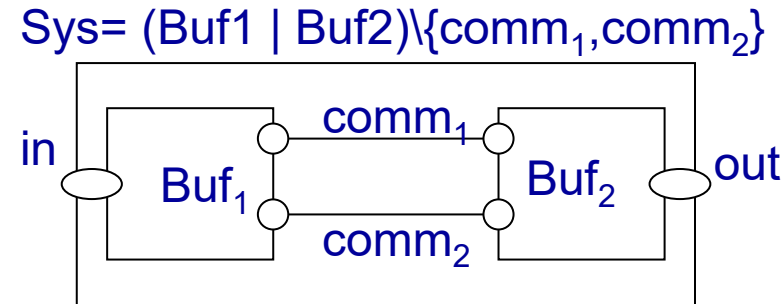 Sys= (Buf1 | Buf2)\{comm₁,comm₂}
comm₁
in
Buf₁
Buf₂
out
comm₂